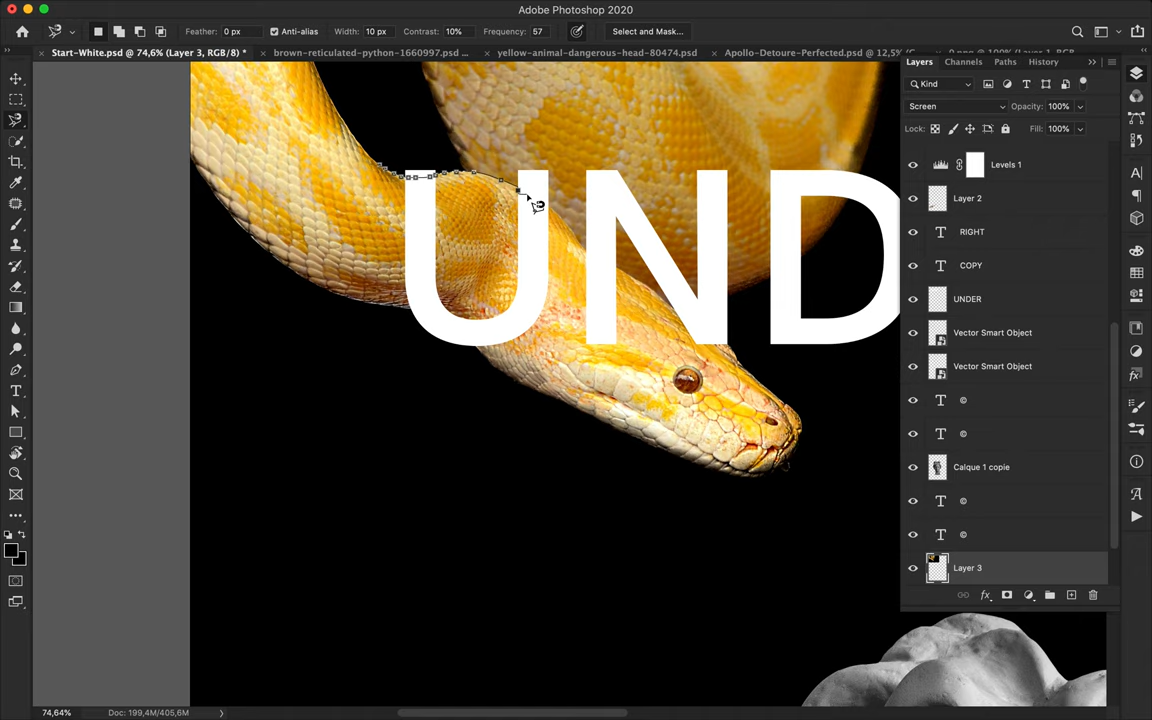 Adobe Photoshop 2020
Feather: 0 px Anti-alias Width: 10 px Contrast: 10% Frequency: 57 Select and Mask...
Start-White.psd @ 74,6% (Layer 3, RGB/8) * brown-reticulated-python-1660997.psd ... yellow-animal-dangerous-head-80474.psd Apollo-Detoure-Perfected.psd @ 12,5%
Layers Channels Paths History
Kind
Screen Opacity: 100%
Lock: Fill: 100%
Levels 1
Layer 2
RIGHT
COPY
UNDER
Vector Smart Object
Vector Smart Object
©
©
Calque 1 copie
©
©
Layer 3
UND
74,64% Doc: 199,4M/405,6M